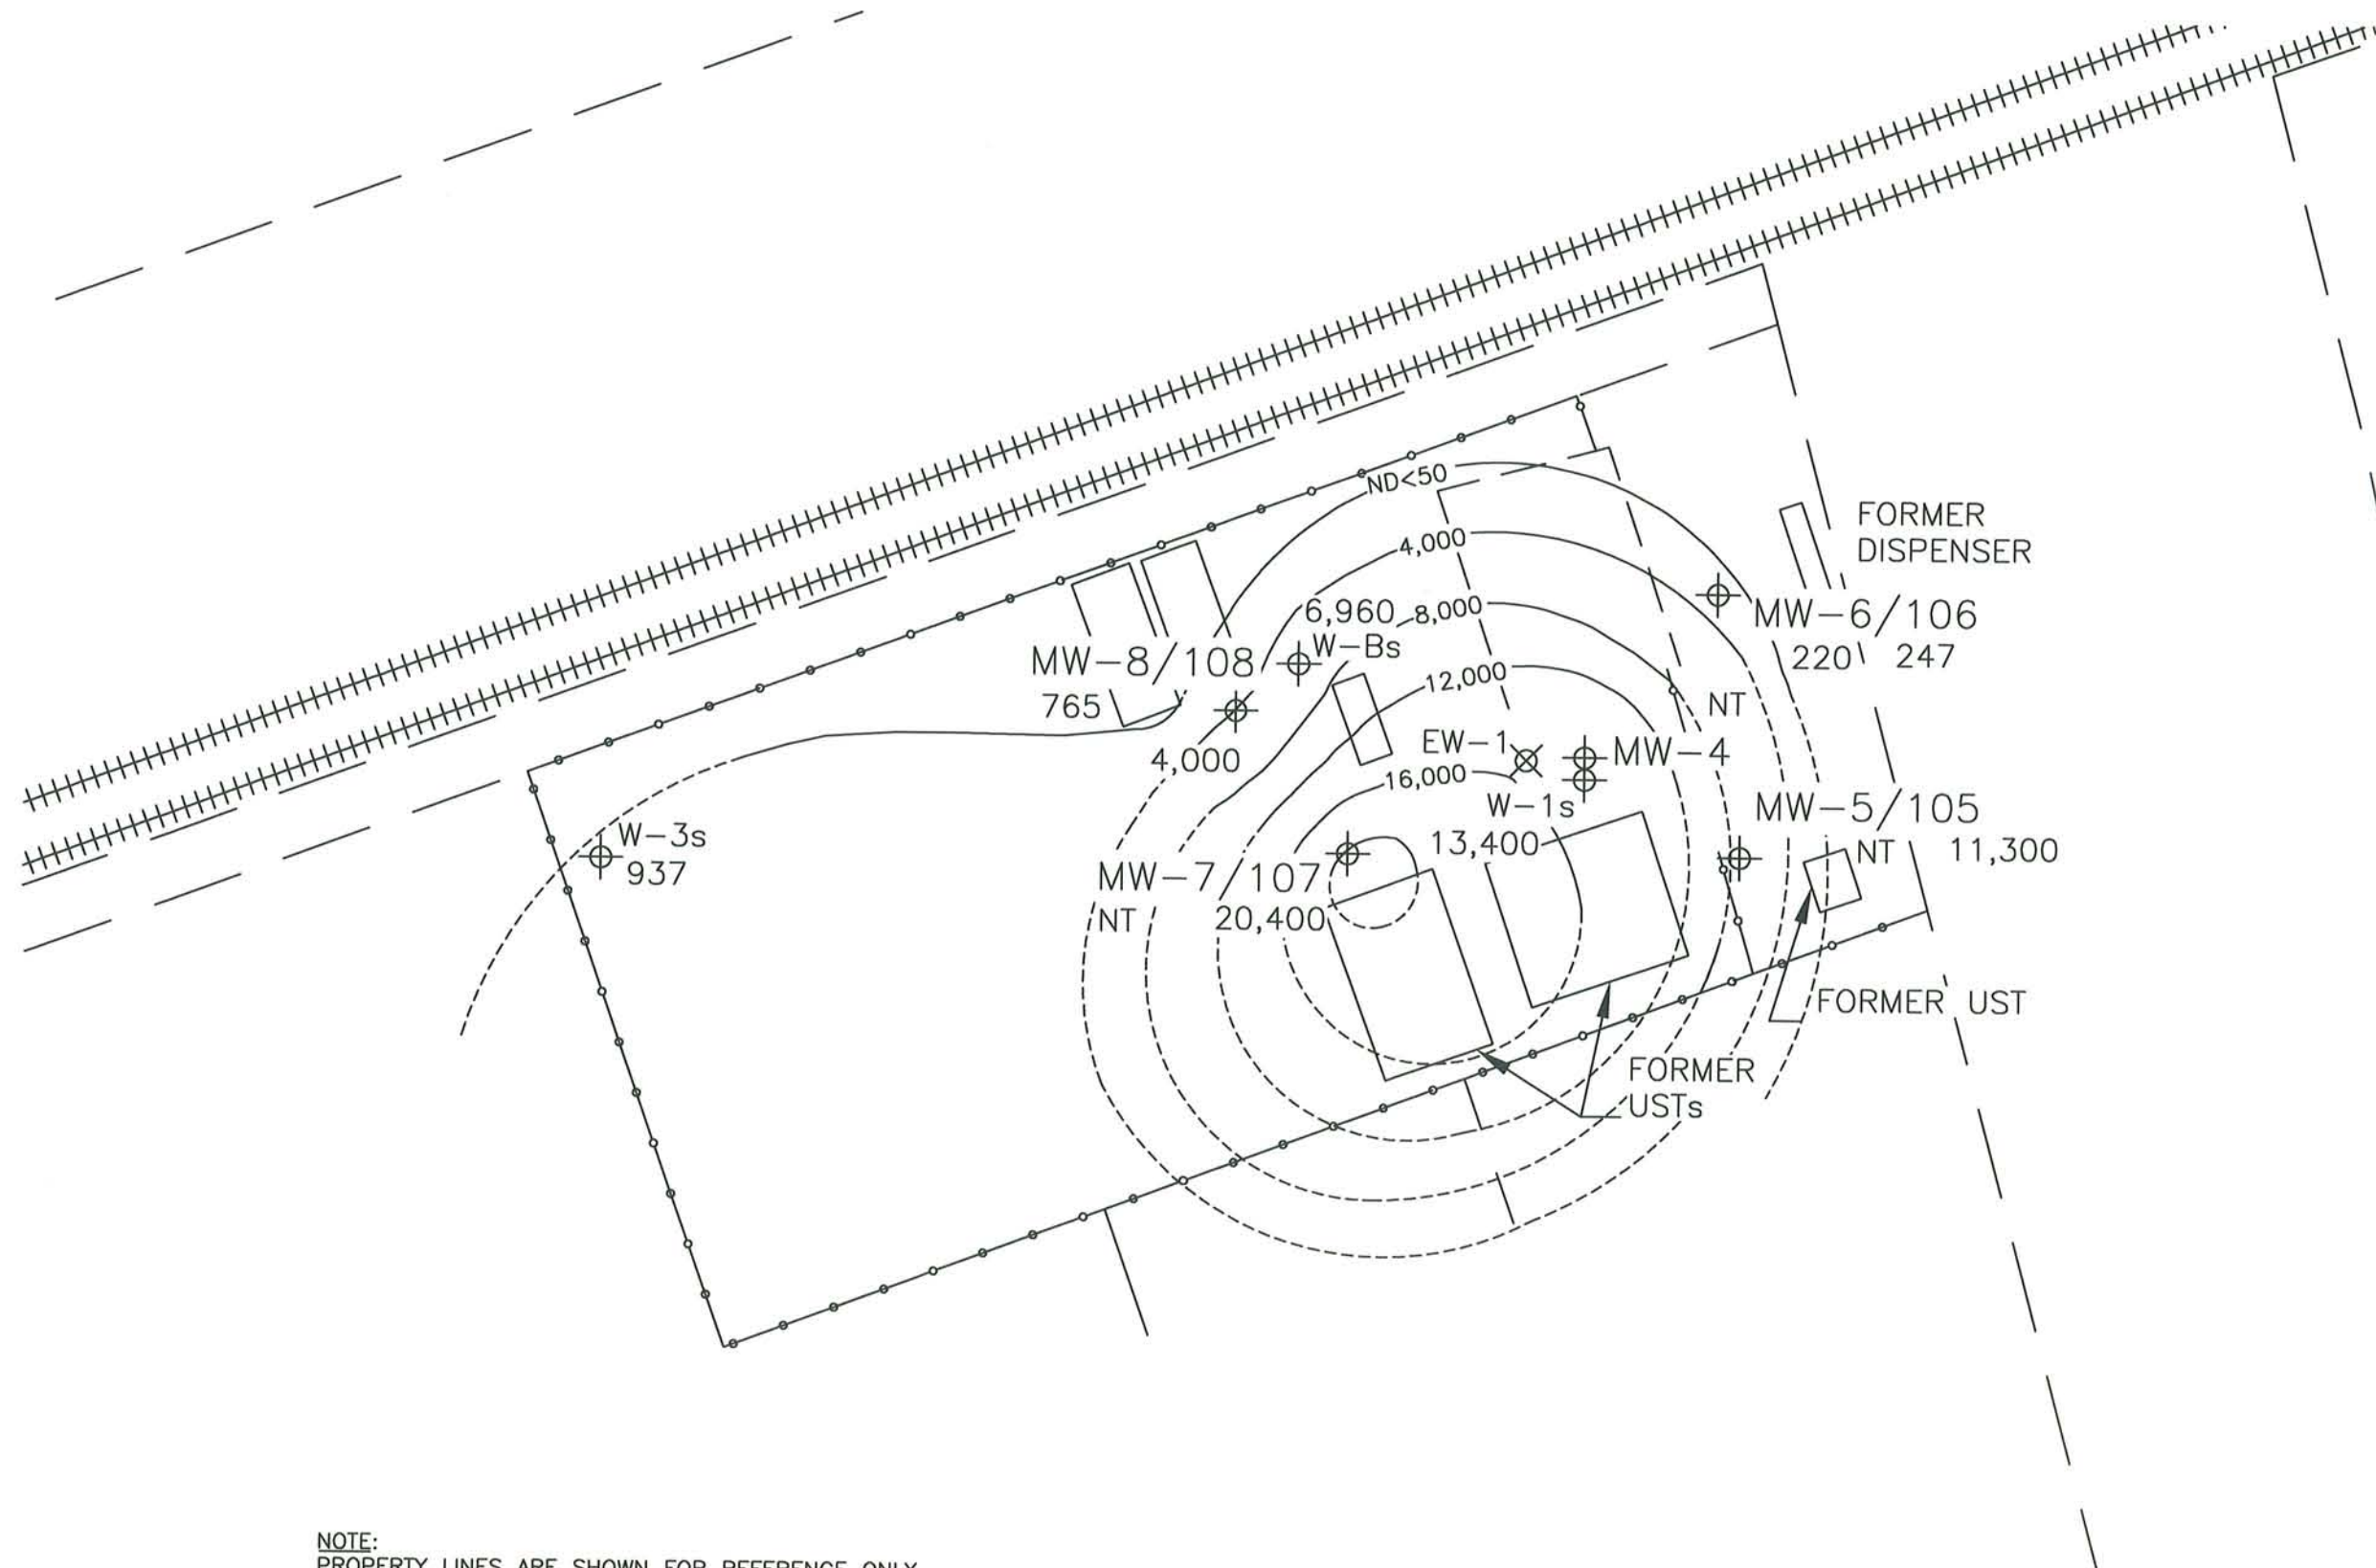 ND<50
4,000
FORMER
DISPENSER
6,960
8,000
MW-6/106
W-Bs
220 247
MW-8/108
12,000
765
NT
EW-1
MW-4
4,000
16,000
W-1s
MW-5/105
W-3s
13,400
NT 11,300
937
MW-7/107
NT 20,400
FORMER UST
FORMER
USTs
NOTE:
PROPERTY LINES ARE SHOWN FOR REFERENCE ONLY